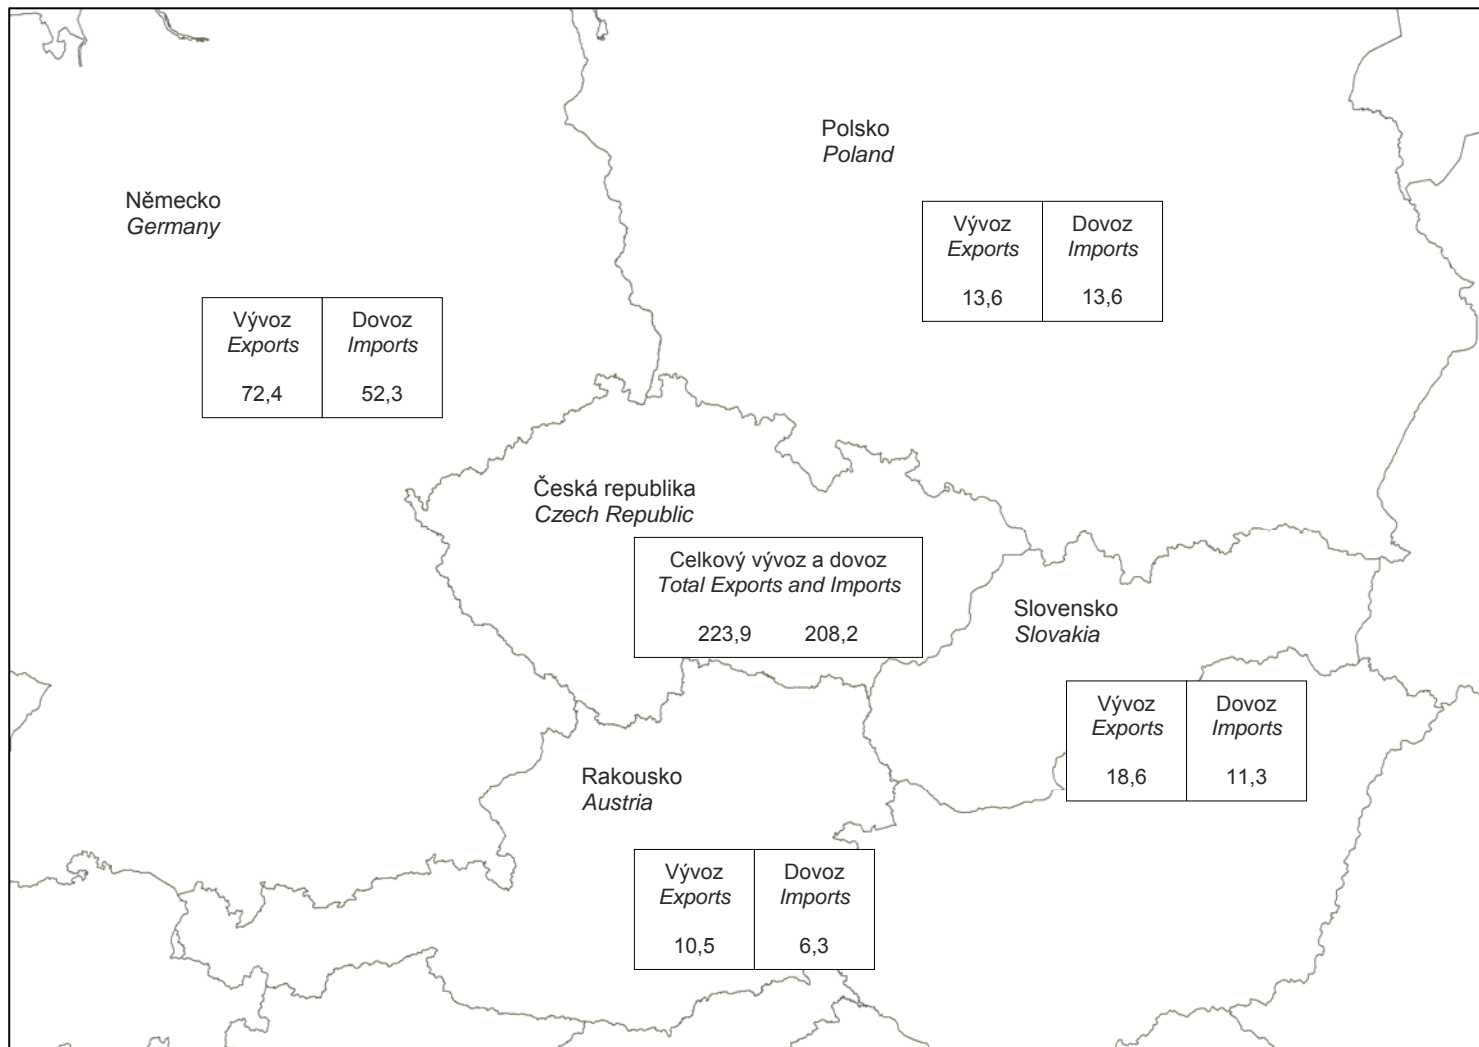 Polsko
Poland
Vývoz
Exports
13,6
Dovoz
Imports
13,6
Německo
Germany
Vývoz
Exports
72,4
Dovoz
Imports
52,3
Česká republika
Czech Republic
Celkový vývoz a dovoz
Total Exports and Imports
223,9 208,2
Slovensko
Slovakia
Vývoz
Exports
18,6
Dovoz
Imports
11,3
Rakousko
Austria
Vývoz
Exports
10,5
Dovoz
Imports
6,3